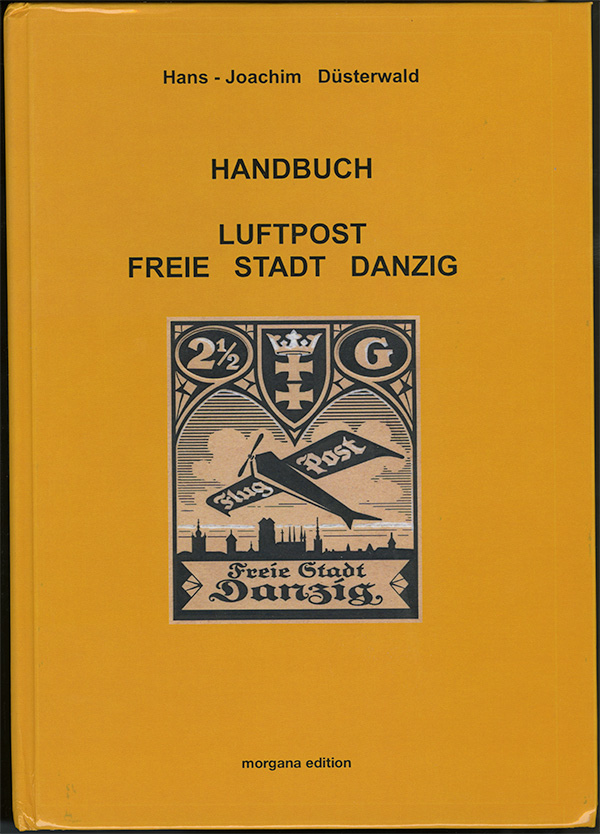 Hans - Joachim Düsterwald
HANDBUCH
LUFTPOST
FREIE STADT DANZIG
2½ G
Flug Post
Freie Stadt
Danzig
morgana edition